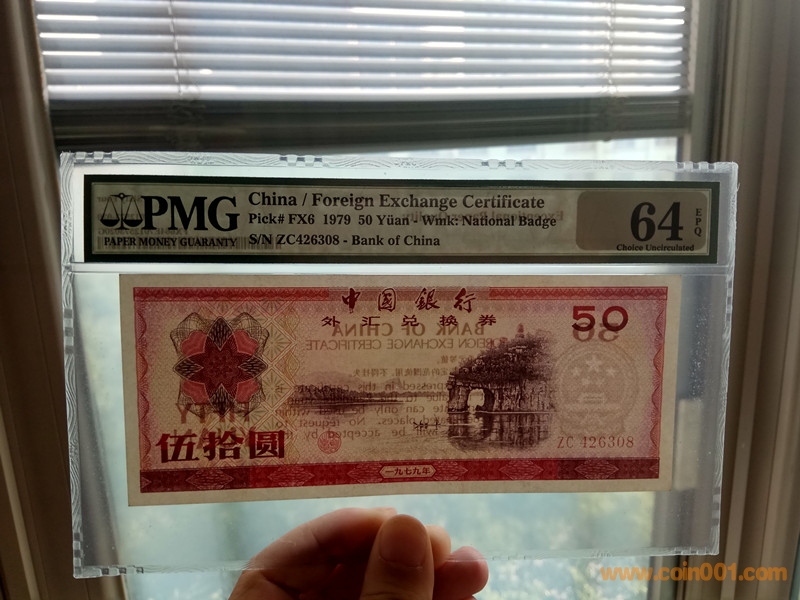 PMG
PAPER MONEY GUARANTY
China / Foreign Exchange Certificate
Pick# FX6 1979 50 Yüan - Wmk: National Badge
S/N ZC426308 - Bank of China
64 EPQ
Choice Uncirculated
中國銀行
外汇兑换券
50
BANK OF CHINA
FOREIGN EXCHANGE CERTIFICATE
FIFTY
伍拾圆
ZC 426308
一九七九年
www.coin001.com